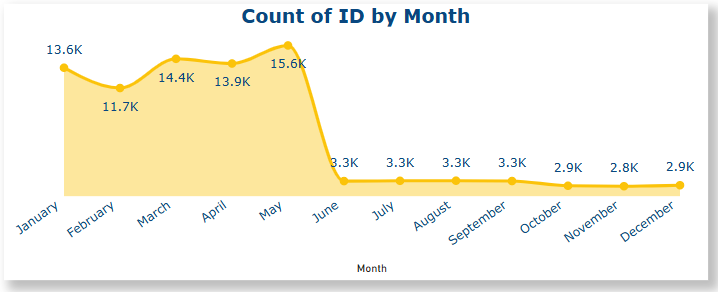 Count of ID by Month
13.6K
11.7K
14.4K
13.9K
15.6K
3.3K
3.3K
3.3K
3.3K
2.9K
2.8K
2.9K
January
February
March
April
May
June
July
August
September
October
November
December
Month